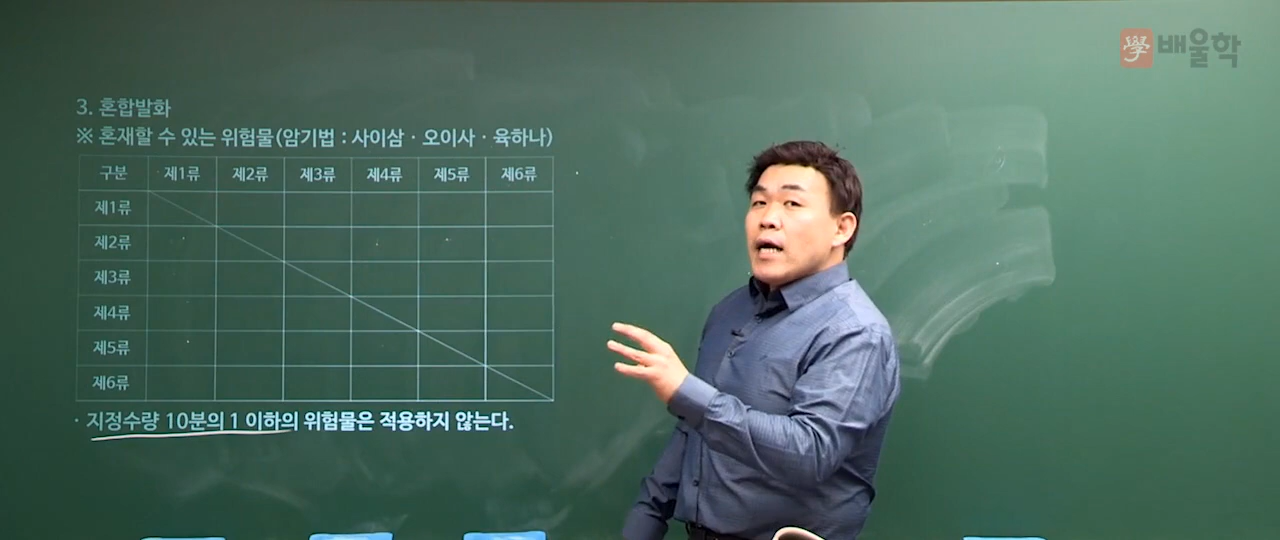 學 배울학
3. 혼합발화
※ 혼재할 수 있는 위험물(암기법 : 사이삼 · 오이사 · 육하나)
구분 제1류 제2류 제3류 제4류 제5류 제6류
제1류
제2류
제3류
제4류
제5류
제6류
· 지정수량 10분의 1 이하의 위험물은 적용하지 않는다.